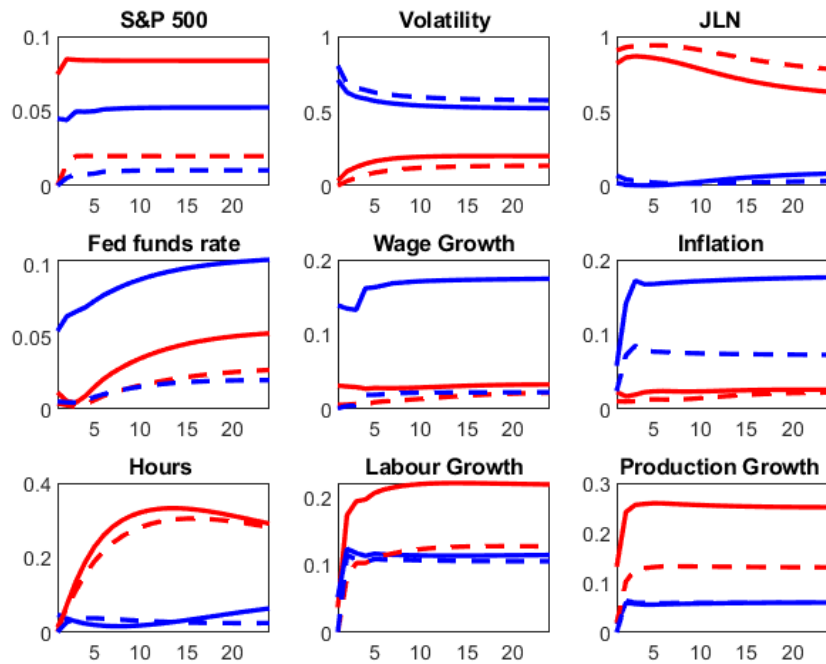 S&P 500 Volatility JLN
0.1 1 1
0.05 0.5 0.5
0 0 0
5 10 15 20 5 10 15 20 5 10 15 20
Fed funds rate Wage Growth Inflation
0.1 0.2 0.2
0.05 0.1 0.1
0 0 0
5 10 15 20 5 10 15 20 5 10 15 20
Hours Labour Growth Production Growth
0.4 0.2 0.3
0.2 0.1 0.2
0.1
0 0 0
5 10 15 20 5 10 15 20 5 10 15 20